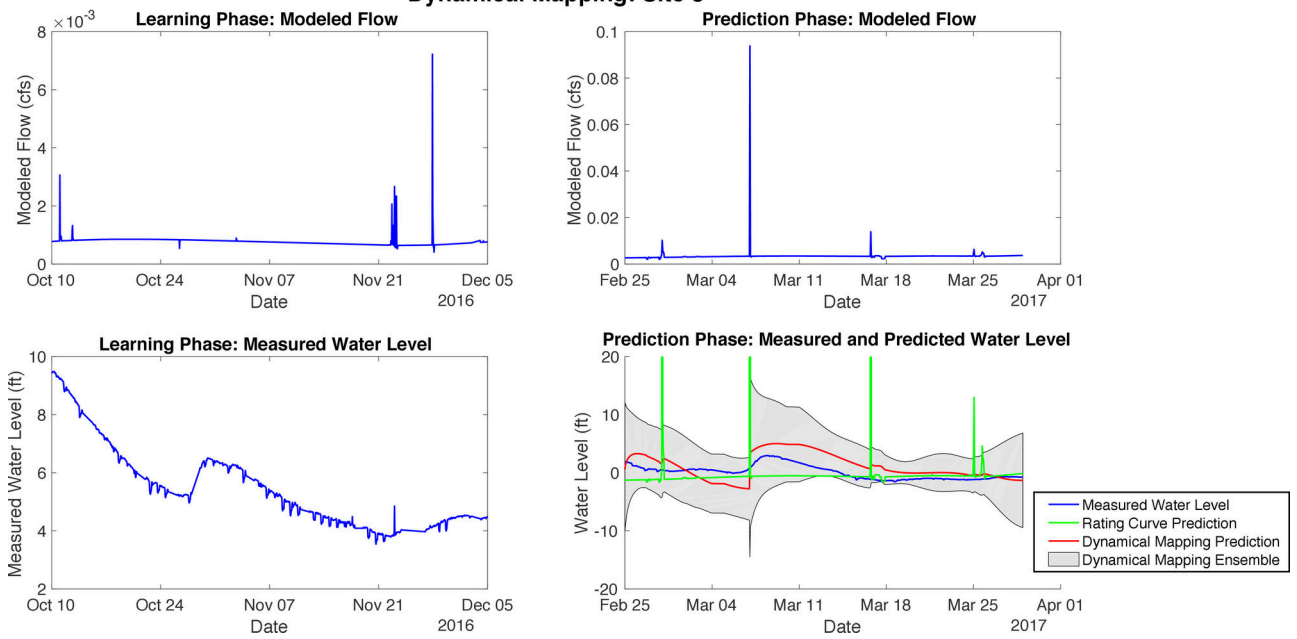 Learning Phase: Modeled Flow
×10⁻³
8
6
4
2
0
Modeled Flow (cfs)
Oct 10
Oct 24
Nov 07
Nov 21
Dec 05
Date
2016
Prediction Phase: Modeled Flow
0.1
0.08
0.06
0.04
0.02
0
Modeled Flow (cfs)
Feb 25
Mar 04
Mar 11
Mar 18
Mar 25
Apr 01
Date
2017
Learning Phase: Measured Water Level
10
8
6
4
2
Measured Water Level (ft)
Oct 10
Oct 24
Nov 07
Nov 21
Dec 05
Date
2016
Prediction Phase: Measured and Predicted Water Level
20
10
0
-10
-20
Water Level (ft)
Feb 25
Mar 04
Mar 11
Mar 18
Mar 25
Apr 01
Date
2017
Measured Water Level
Rating Curve Prediction
Dynamical Mapping Prediction
Dynamical Mapping Ensemble